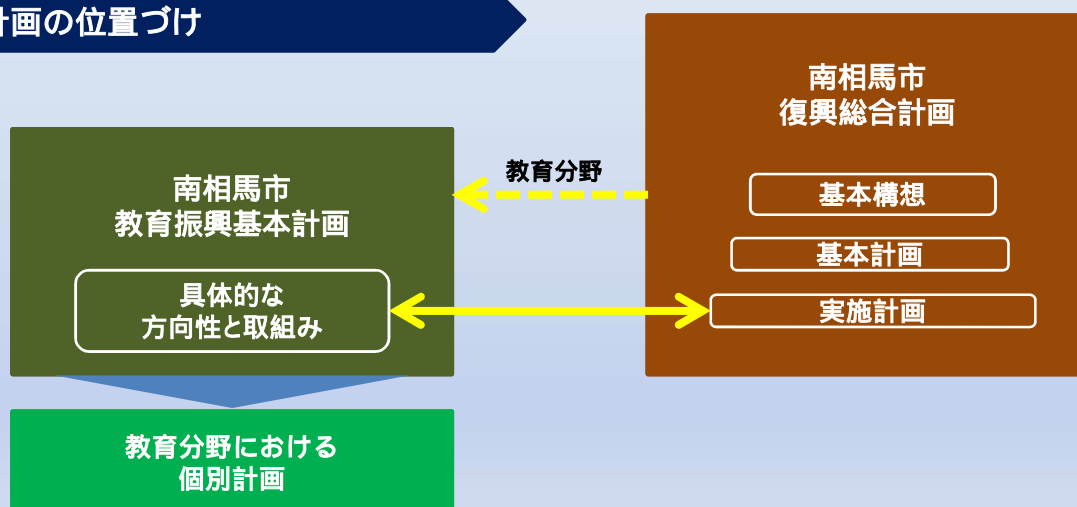 計画の位置づけ
南相馬市
復興総合計画
基本構想
基本計画
実施計画
教育分野
南相馬市
教育振興基本計画
具体的な
方向性と取組み
教育分野における
個別計画